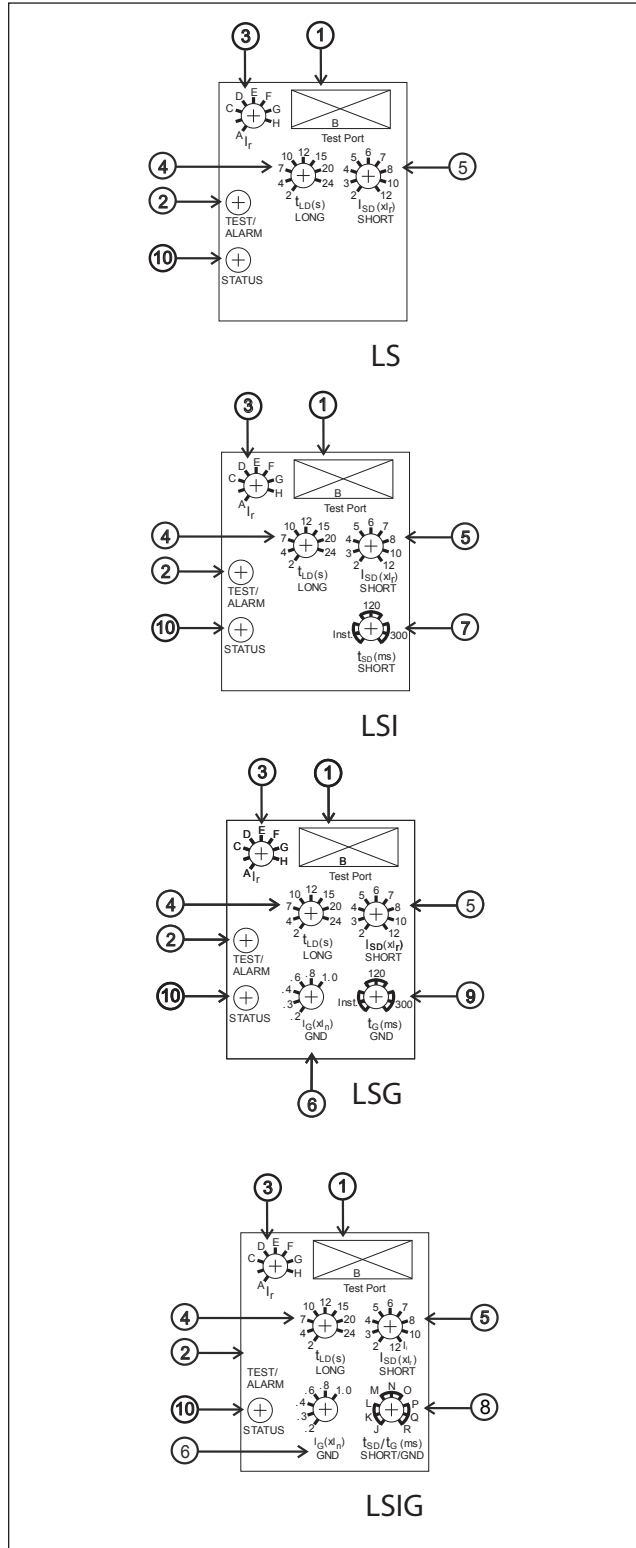 3 1
A C D E F G H
Ir
B
Test Port
4 5
2 4 7 10 12 15 20 24
tLD(s)
LONG
2 3 4 5 6 7 8 10 12
ISD(xIr)
SHORT
2
TEST/
ALARM
10
STATUS
LS
3 1
A C D E F G H
Ir
B
Test Port
4 5
2 4 7 10 12 15 20 24
tLD(s)
LONG
2 3 4 5 6 7 8 10 12
ISD(xIr)
SHORT
2
TEST/
ALARM
10
STATUS
Inst. 120 300
tSD(ms)
SHORT
7
LSI
3 1
A C D E F G H
Ir
B
Test Port
4 5
2 4 7 10 12 15 20 24
tLD(s)
LONG
2 3 4 5 6 7 8 10 12
ISD(xIr)
SHORT
2
TEST/
ALARM
10
STATUS
.2 .3 .4 .6 .8 1.0
IG(xIn)
GND
Inst. 120 300
tG(ms)
GND
9
6
LSG
3 1
A C D E F G H
Ir
B
Test Port
4 5
2 4 7 10 12 15 20 24
tLD(s)
LONG
2 3 4 5 6 7 8 10 12 Ii
ISD(xIr)
SHORT
2
TEST/
ALARM
10
STATUS
.2 .3 .4 .6 .8 1.0
IG(xIn)
GND
J K L M N O P Q R
tSD/tG(ms)
SHORT/GND
8
6
LSIG